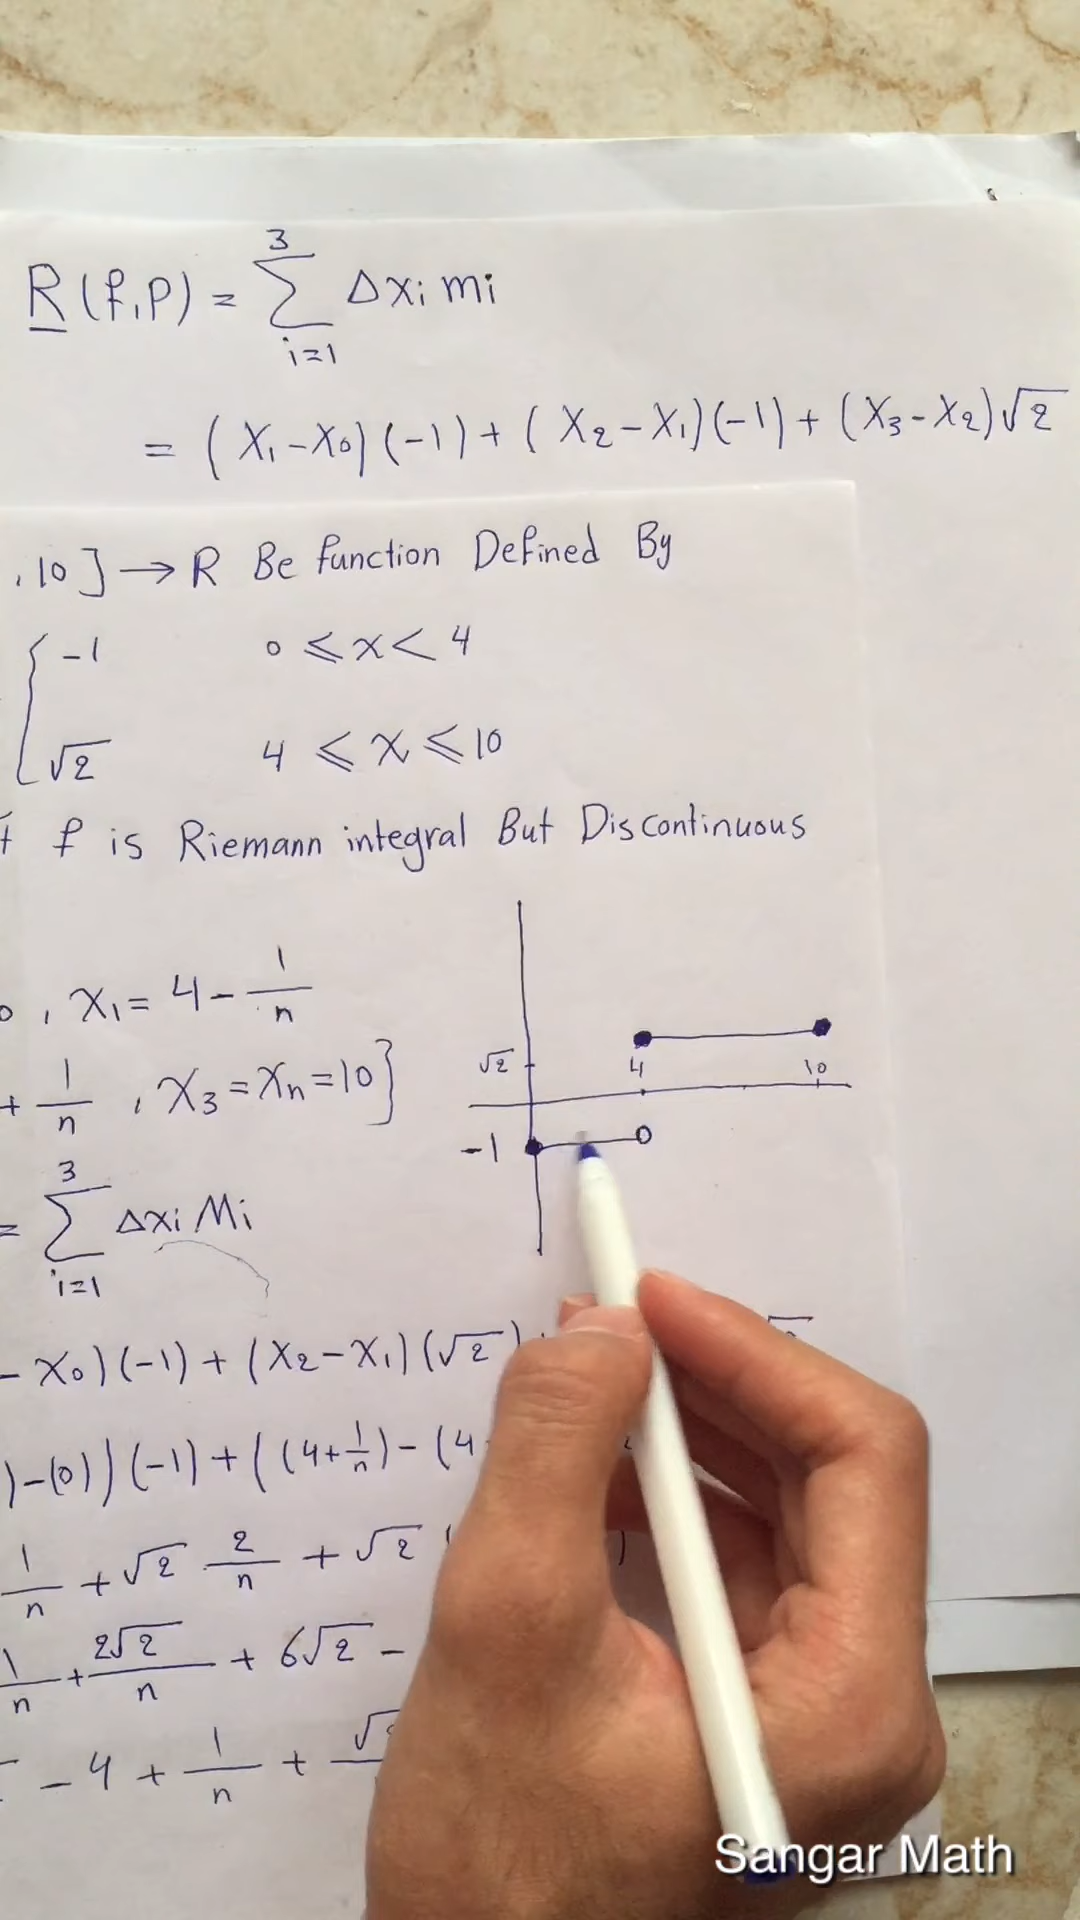 R(f,p) = 3 ∑ i=1 Δxi mi
= (X1-X0)(-1)+(X2-X1)(-1)+(X3-X2)√2
,10] → R Be function Defined By
{ -1 0 ⩽ x < 4
√2 4 ⩽ x ⩽ 10
f is Riemann integral But Discontinuous
, X1 = 4 - 1/n
+ 1/n , X3 = Xn = 10}
√2 4 10
-1
= 3 ∑ i=1 Δxi Mi
- X0)(-1) + (X2-X1)(√2)
)-(0))(-1)+((4+1/n)-(4
1/n + √2 2/n + √2
1/n + 2√2/n + 6√2 -
- 4 + 1/n + √
Sangar Math